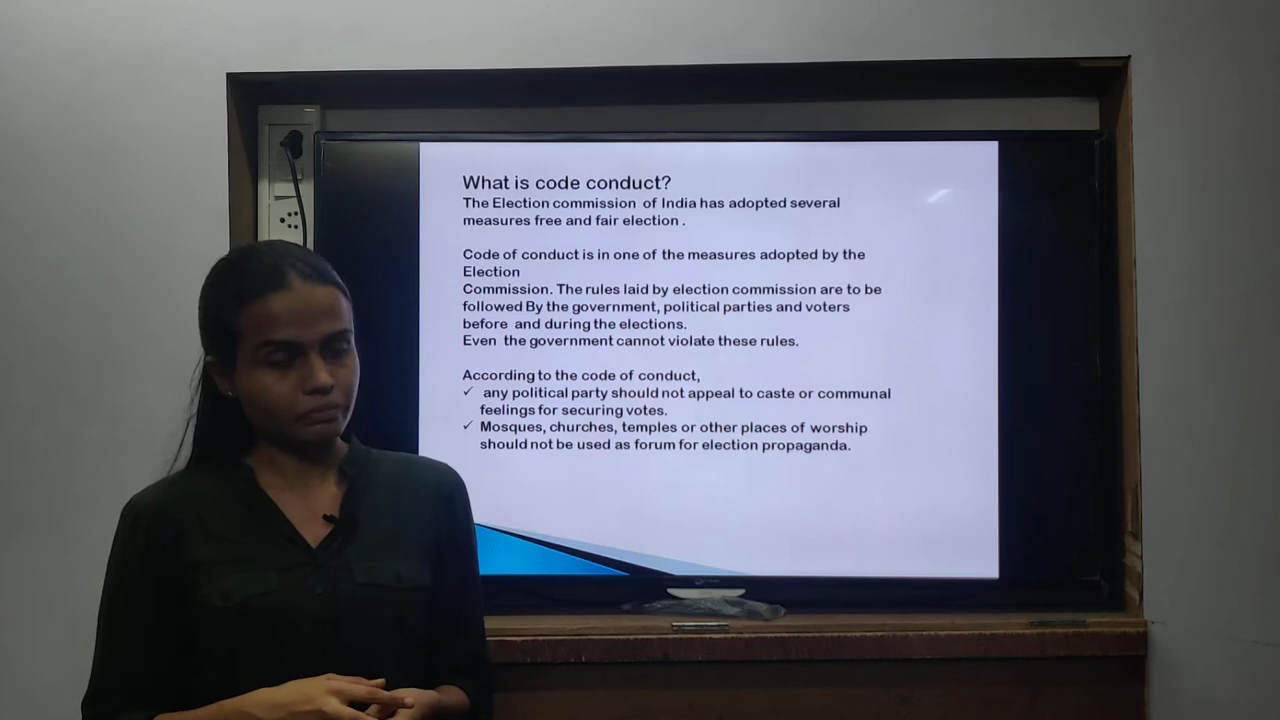 What is code conduct?
The Election commission of India has adopted several
measures free and fair election .
Code of conduct is in one of the measures adopted by the
Election
Commission. The rules laid by election commission are to be
followed By the government, political parties and voters
before and during the elections.
Even the government cannot violate these rules.
According to the code of conduct,
✓ any political party should not appeal to caste or communal
feelings for securing votes.
✓ Mosques, churches, temples or other places of worship
should not be used as forum for election propaganda.